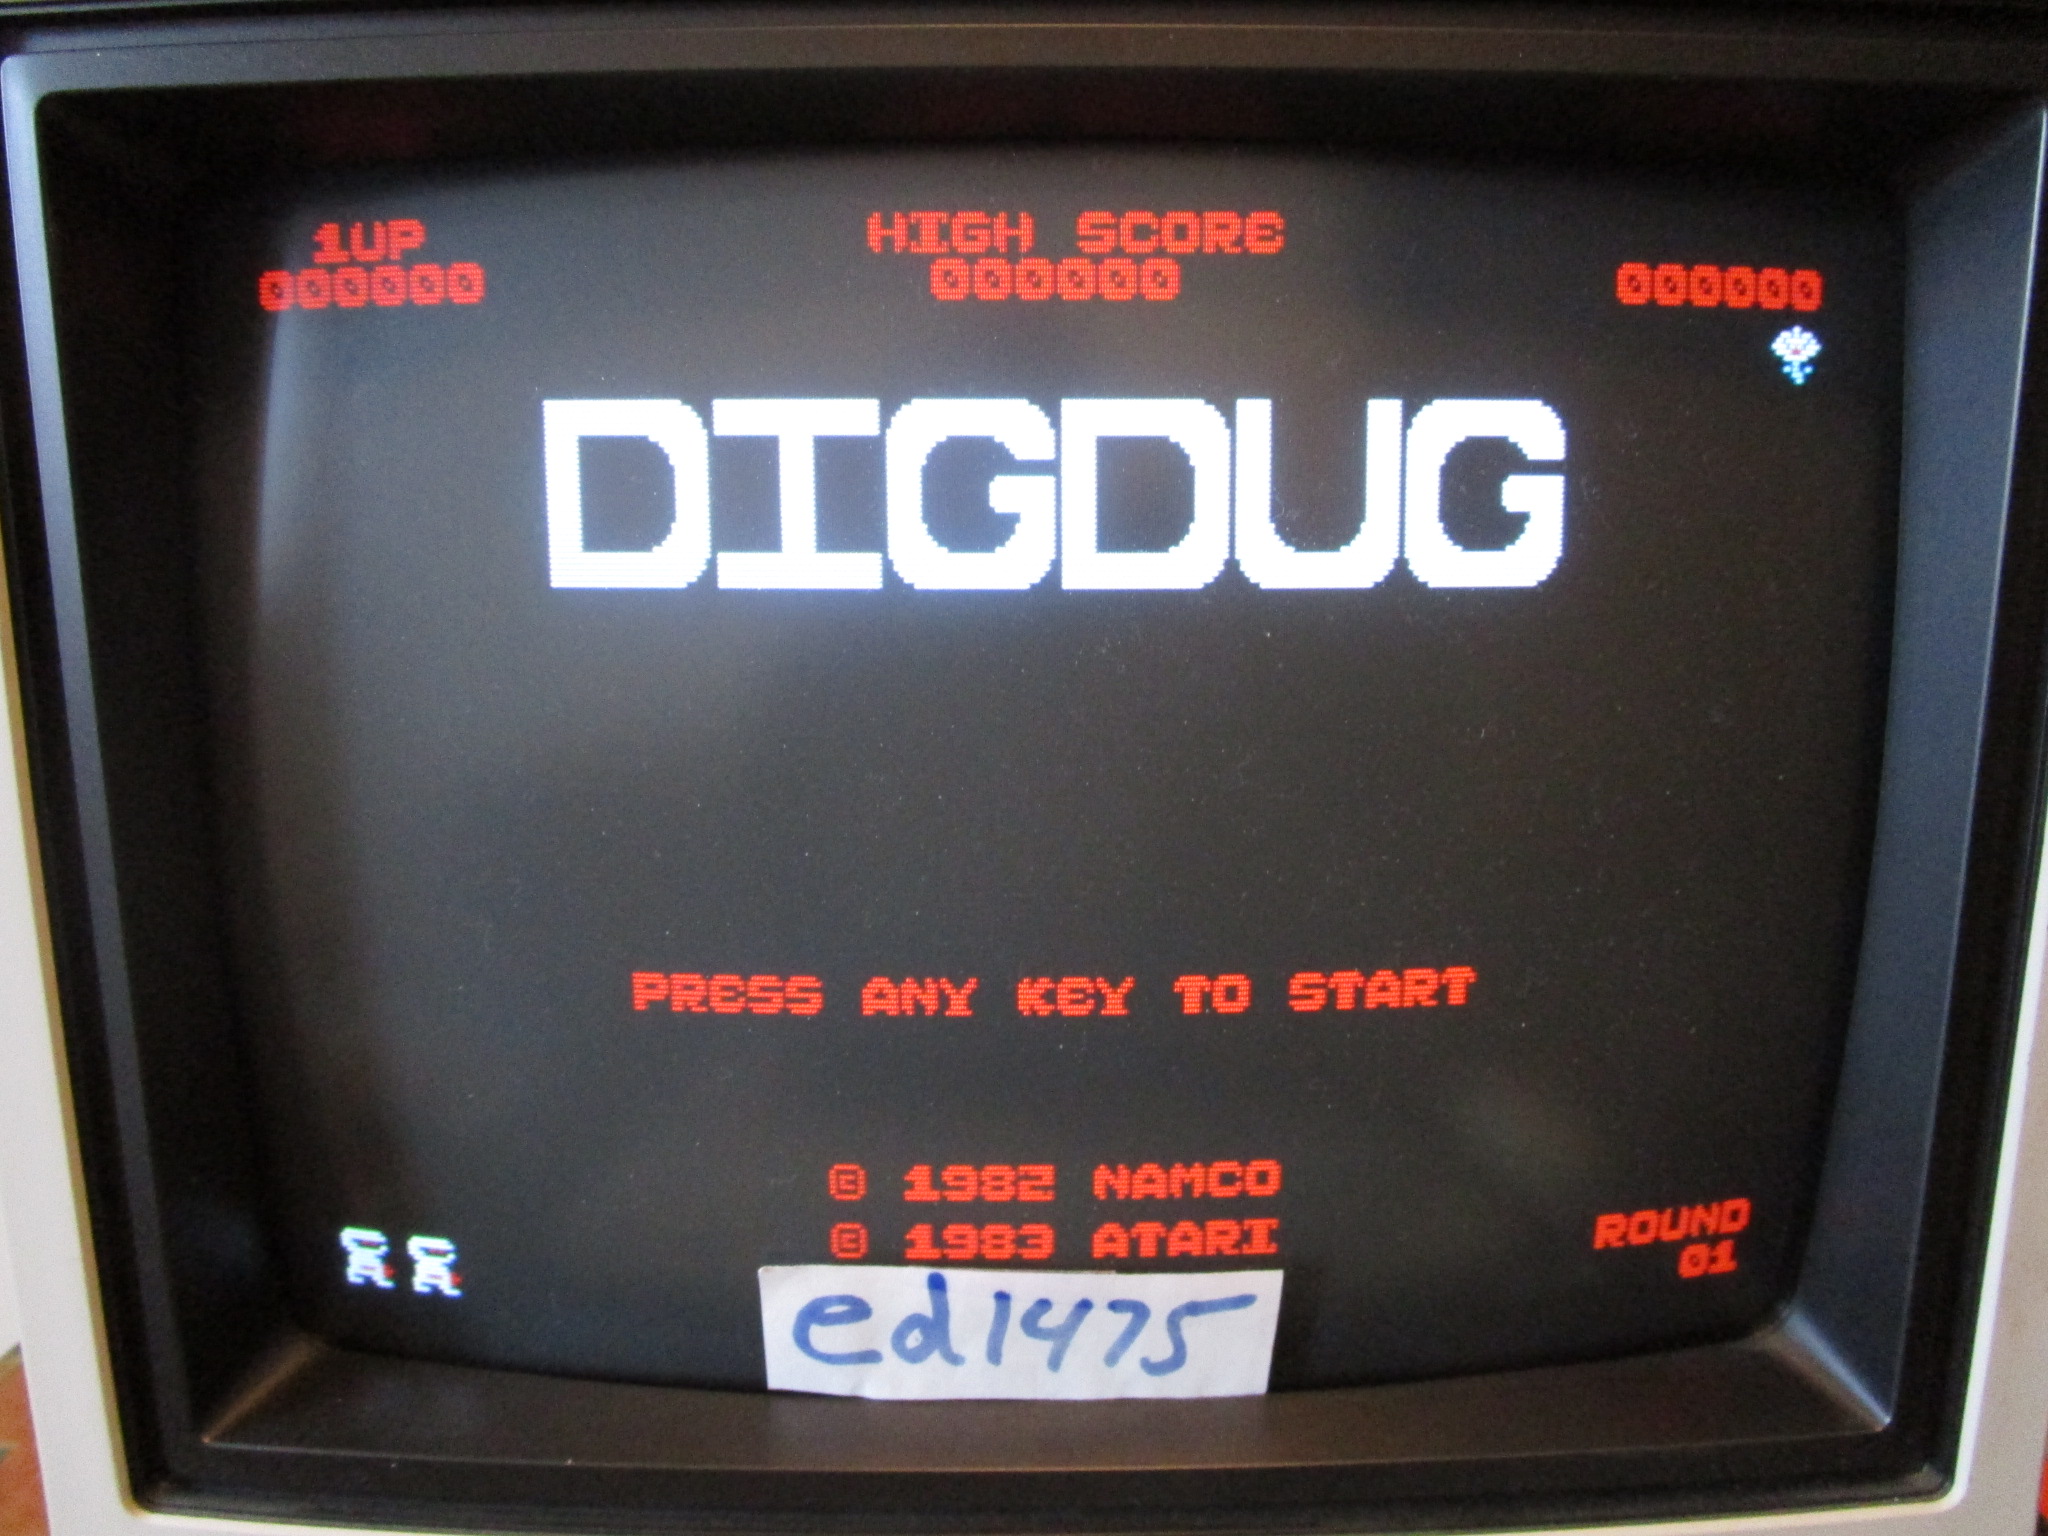 1UP HIGH SCORE
000000 000000 000000
DIGDUG
PRESS ANY KEY TO START
© 1982 NAMCO
© 1983 ATARI
ROUND
01
ed1475